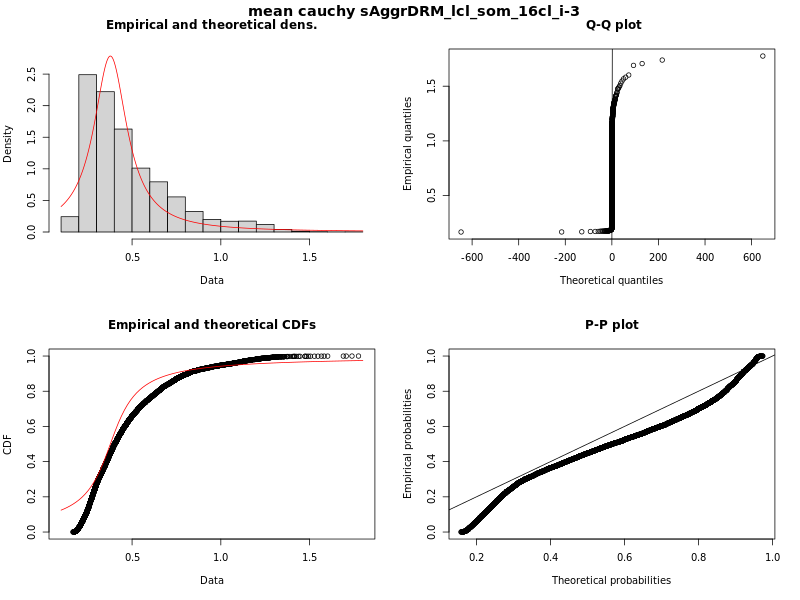 mean cauchy sAggrDRM_lcl_som_16cl_i-3
Empirical and theoretical dens.
Density
0.0 0.5 1.0 1.5 2.0 2.5
0.5 1.0 1.5
Data
Q-Q plot
Empirical quantiles
0.5 1.0 1.5
-600 -400 -200 0 200 400 600
Theoretical quantiles
Empirical and theoretical CDFs
CDF
0.0 0.2 0.4 0.6 0.8 1.0
0.5 1.0 1.5
Data
P-P plot
Empirical probabilities
0.0 0.2 0.4 0.6 0.8 1.0
0.2 0.4 0.6 0.8 1.0
Theoretical probabilities